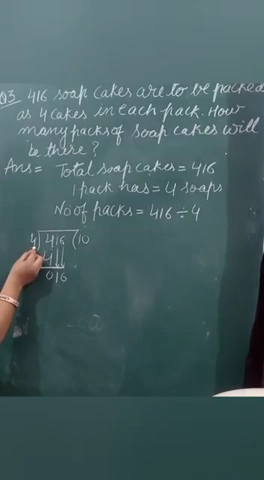 Q3 416 soap cakes are to be packed
as 4 cakes in each pack. How
many packs of soap cakes will
be there?
Ans= Total soap cakes = 416
1 pack has = 4 soaps
No of packs = 416 ÷ 4
4 416 10
4
016